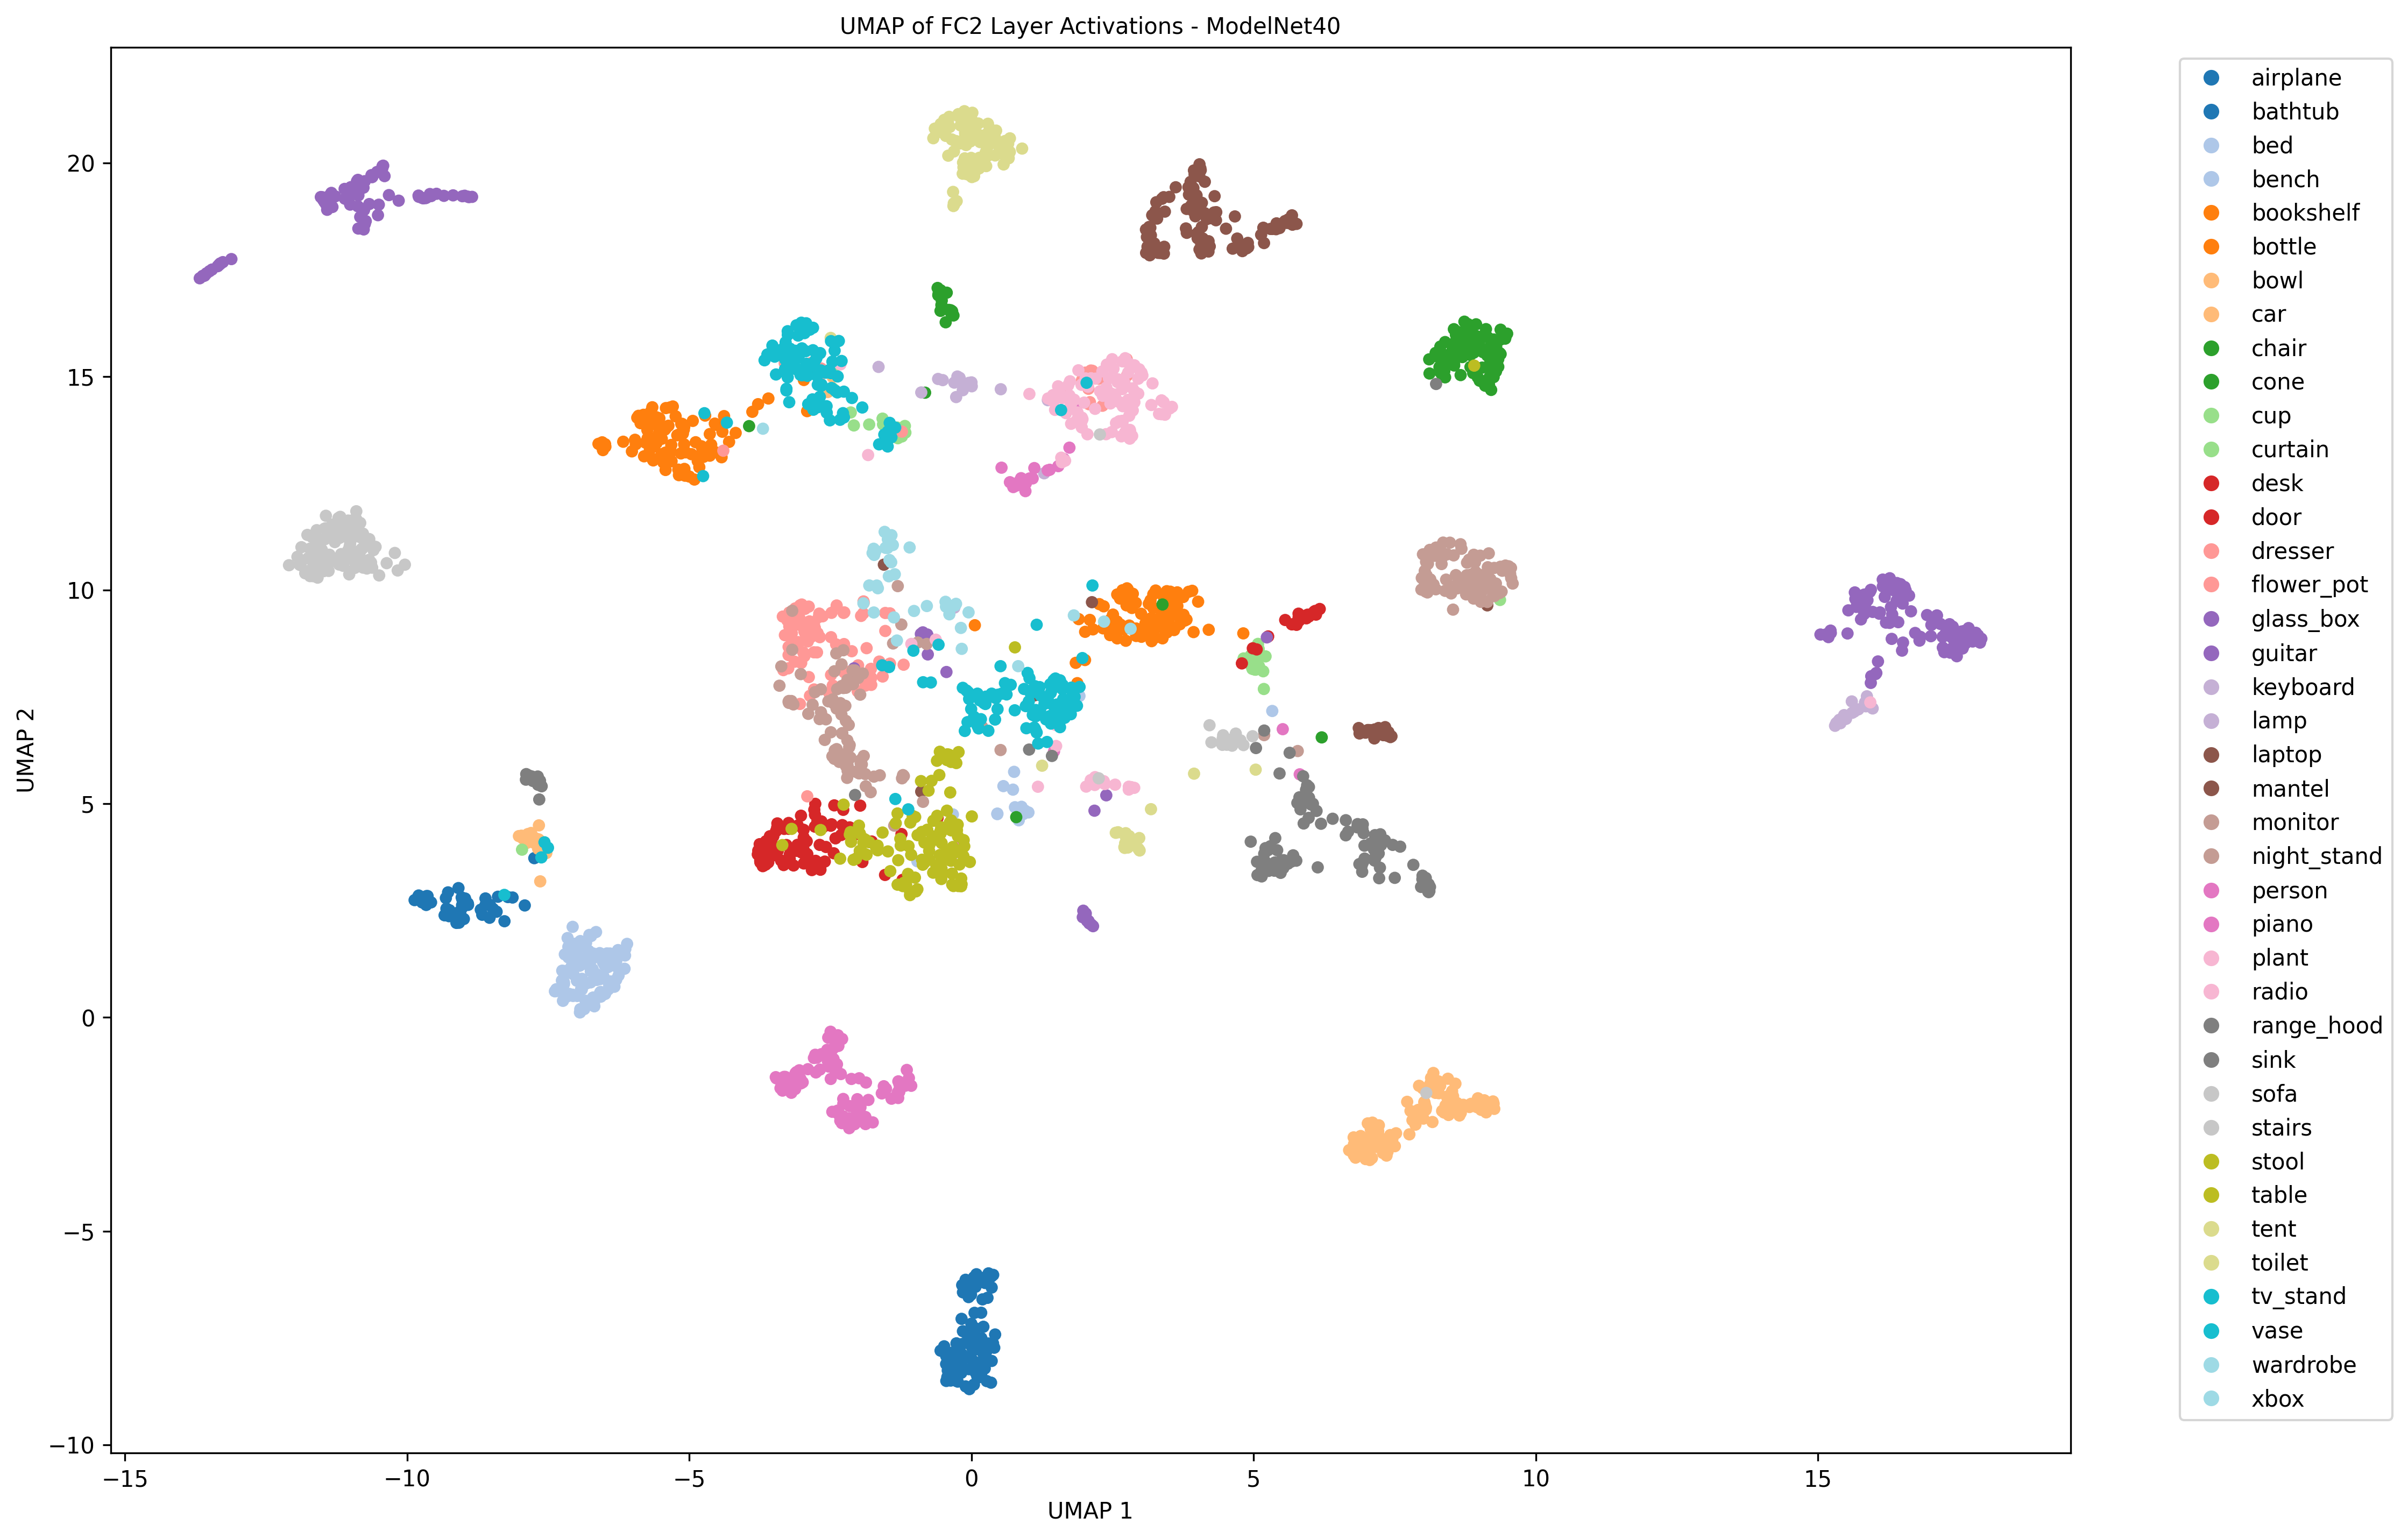 UMAP of FC2 Layer Activations - ModelNet40
UMAP 2
20
15
10
5
0
−5
−10
−15
−10
−5
0
5
10
15
UMAP 1
airplane
bathtub
bed
bench
bookshelf
bottle
bowl
car
chair
cone
cup
curtain
desk
door
dresser
flower_pot
glass_box
guitar
keyboard
lamp
laptop
mantel
monitor
night_stand
person
piano
plant
radio
range_hood
sink
sofa
stairs
stool
table
tent
toilet
tv_stand
vase
wardrobe
xbox